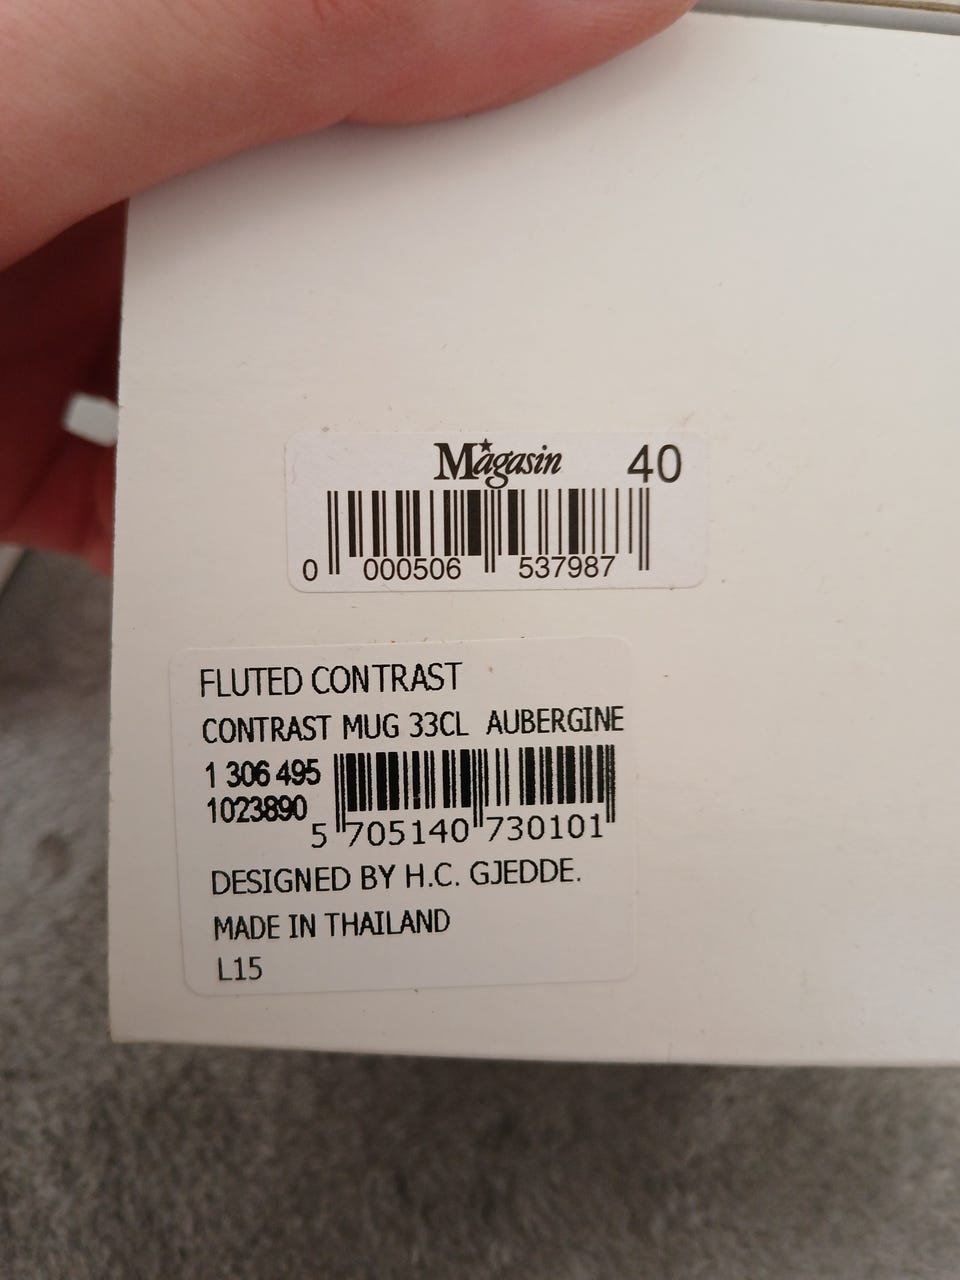 Magasin 40
0 000506 537987
FLUTED CONTRAST
CONTRAST MUG 33CL AUBERGINE
1 306 495
1023890
5 705140 730101
DESIGNED BY H.C. GJEDDE.
MADE IN THAILAND
L15